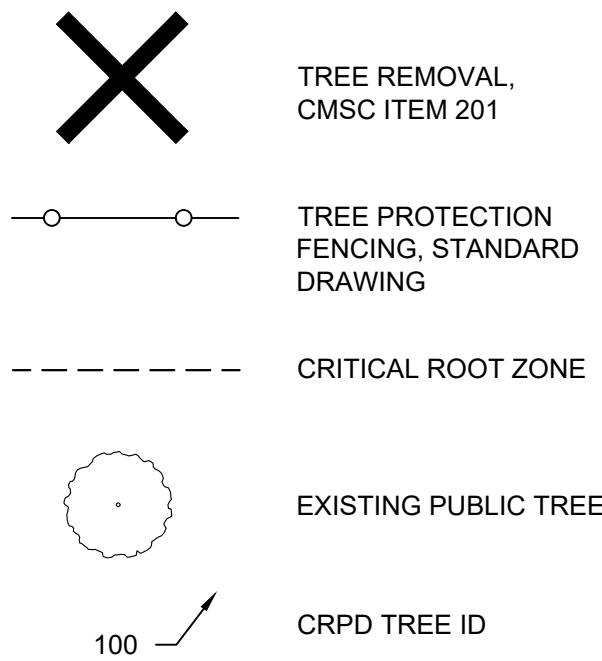 TREE REMOVAL,
CMSC ITEM 201
TREE PROTECTION
FENCING, STANDARD
DRAWING
CRITICAL ROOT ZONE
EXISTING PUBLIC TREE
100
CRPD TREE ID